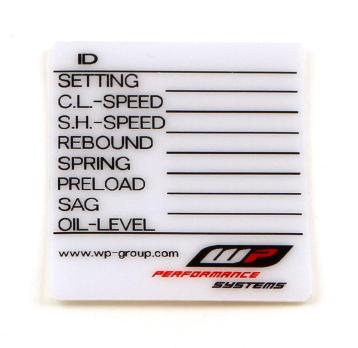 ID
SETTING
C.L.-SPEED
S.H.-SPEED
REBOUND
SPRING
PRELOAD
SAG
OIL-LEVEL
www.wp-group.com
WP
PERFORMANCE
SYSTEMS